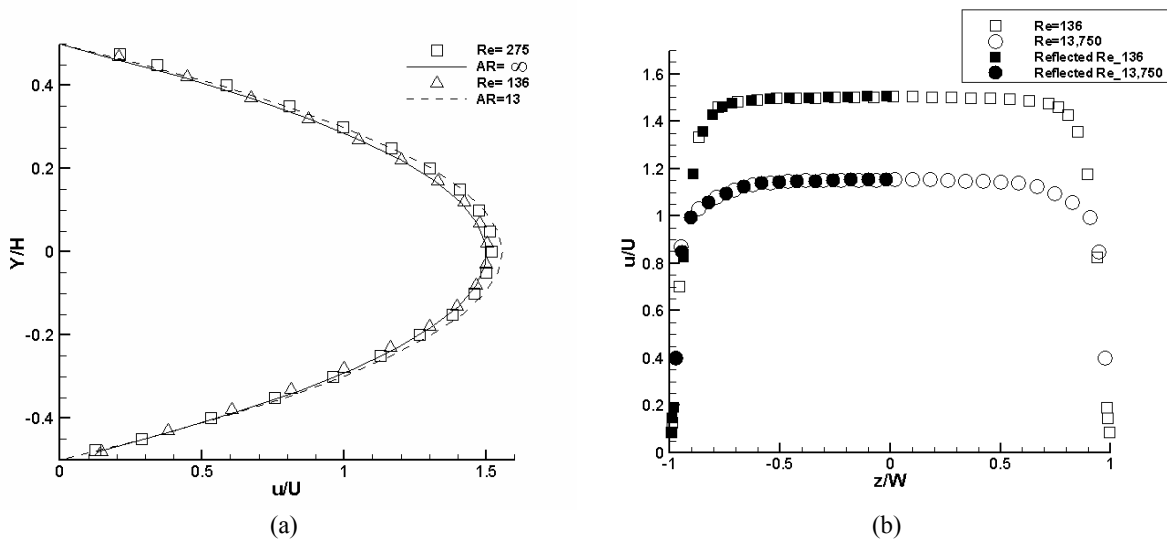 Re= 275
AR= ∞
Re= 136
AR=13
Y/H
0.4
0.2
0
-0.2
-0.4
0
0.5
1
1.5
u/U
(a)
Re=136
Re=13,750
Reflected Re_136
Reflected Re_13,750
u/U
1.6
1.4
1.2
1
0.8
0.6
0.4
0.2
0
-1
-0.5
0
0.5
1
z/W
(b)